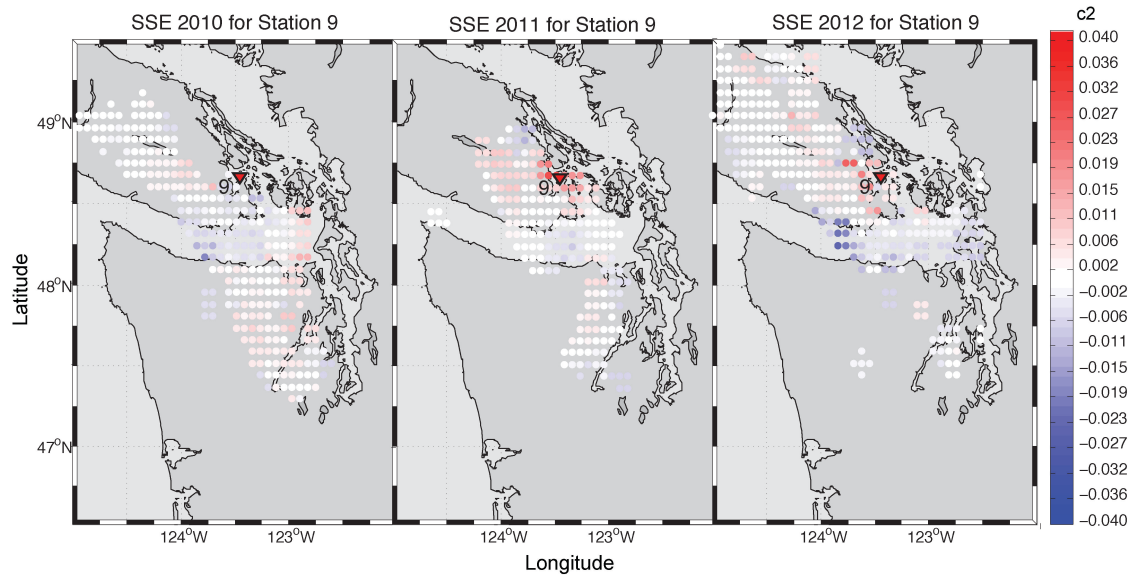 SSE 2010 for Station 9
SSE 2011 for Station 9
SSE 2012 for Station 9
c2
0.040
0.036
0.032
0.027
0.023
0.019
0.015
0.011
0.006
0.002
−0.002
−0.006
−0.011
−0.015
−0.019
−0.023
−0.027
−0.032
−0.036
−0.040
Latitude
49°N
48°N
47°N
9
9
9
124°W
123°W
124°W
123°W
124°W
123°W
Longitude